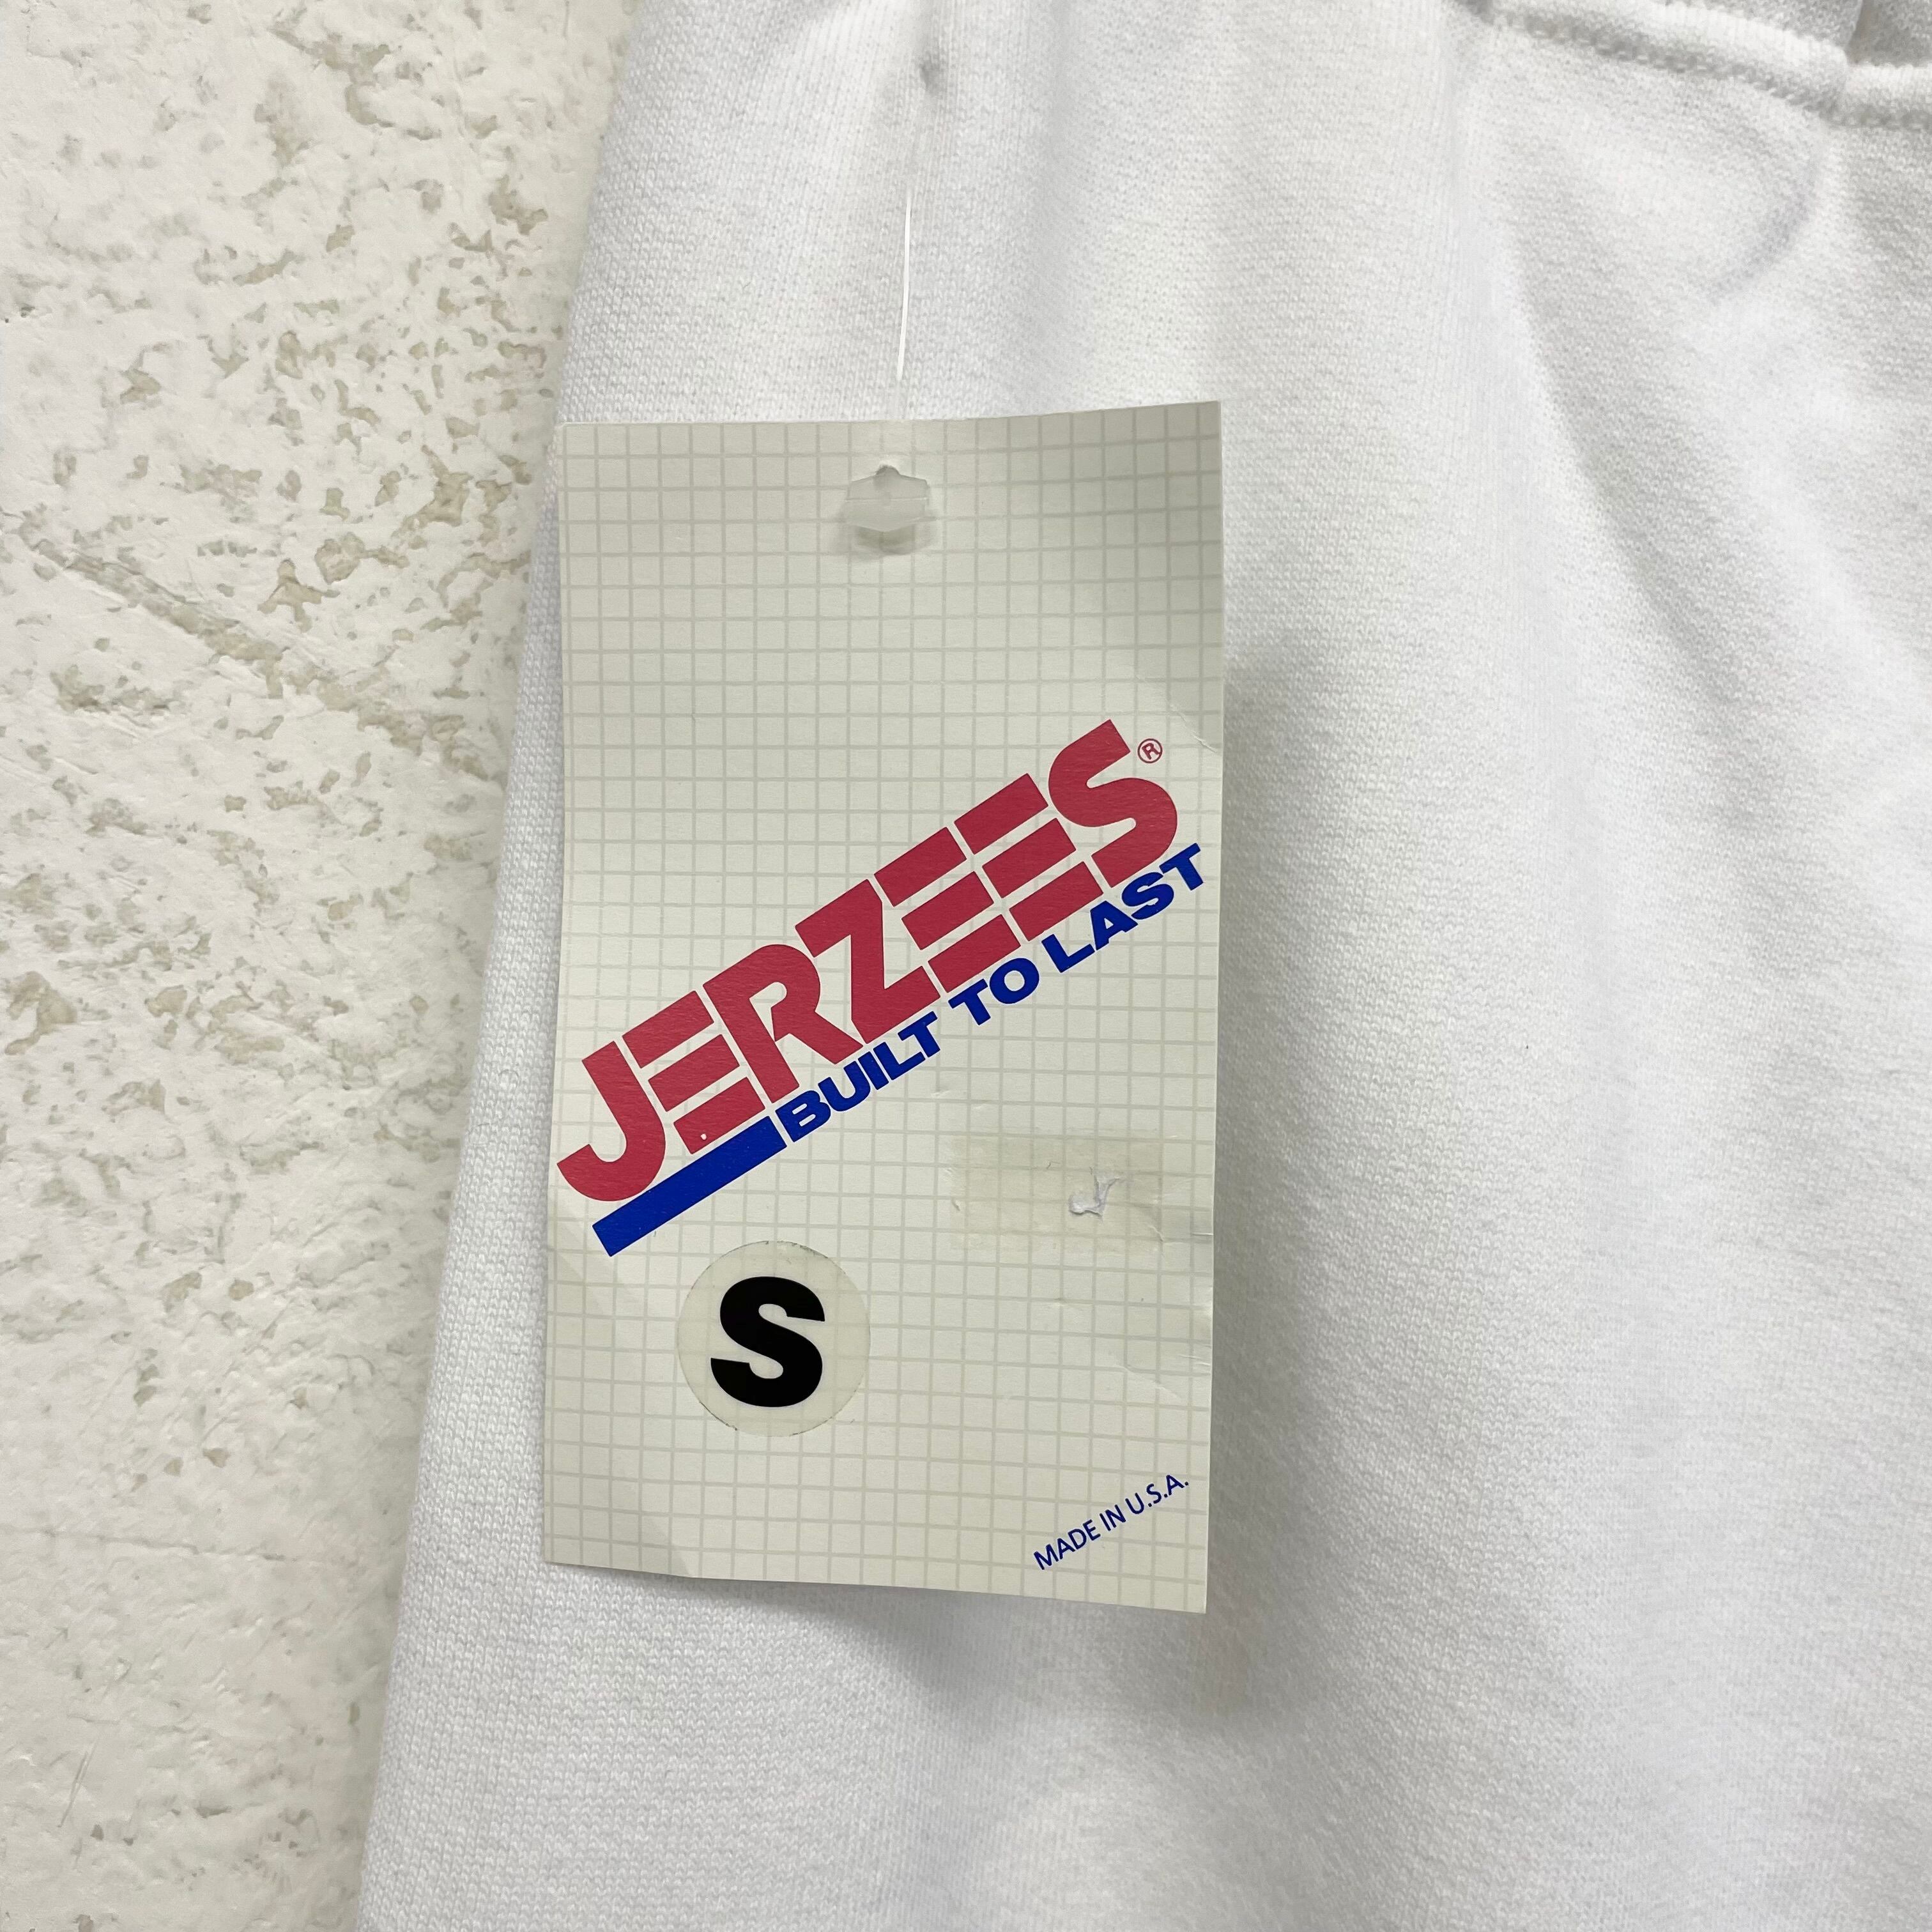 JERZEES®
BUILT TO LAST
S
MADE IN U.S.A.